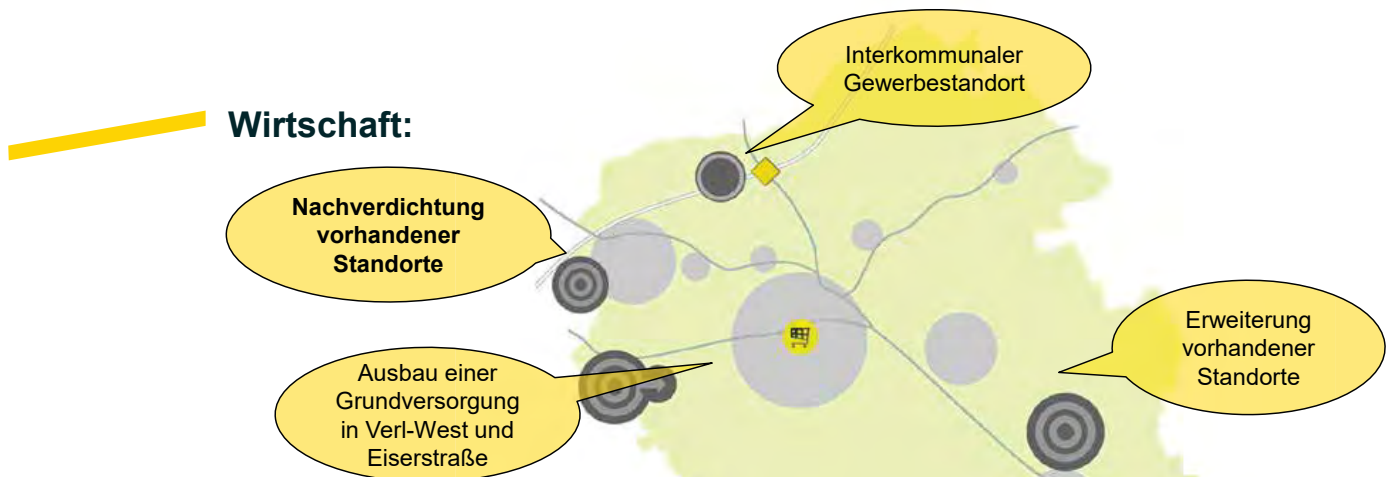 Interkommunaler
Gewerbestandort
Wirtschaft:
Nachverdichtung
vorhandener
Standorte
Erweiterung
vorhandener
Standorte
Ausbau einer
Grundversorgung
in Verl-West und
Eiserstraße